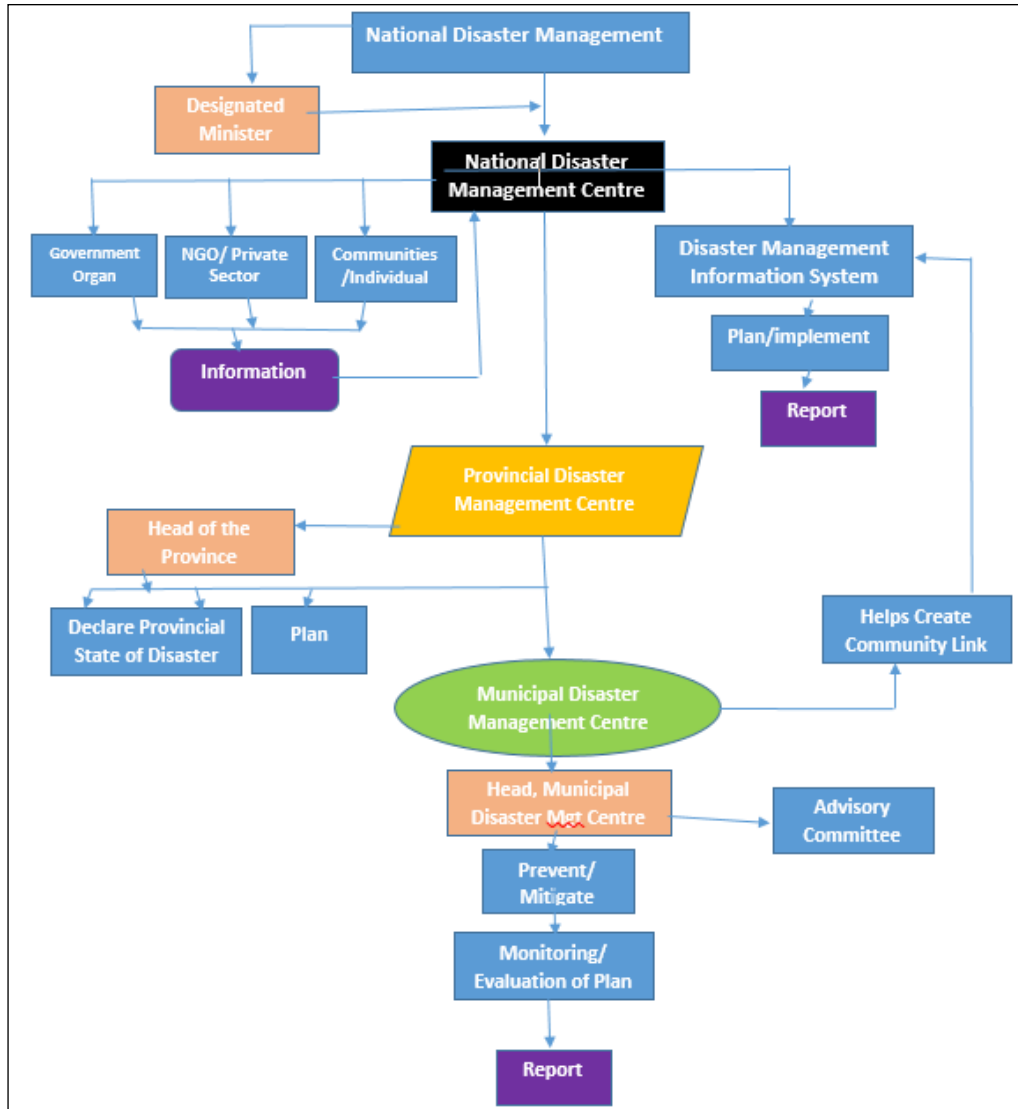 National Disaster Management
Designated
Minister
National Disaster
Management Centre
Government
Organ
NGO/ Private
Sector
Communities
/Individual
Disaster Management
Information System
Information
Plan/implement
Report
Provincial Disaster
Management Centre
Head of the
Province
Declare Provincial
State of Disaster
Plan
Helps Create
Community Link
Municipal Disaster
Management Centre
Head, Municipal
Disaster Mgt Centre
Advisory
Committee
Prevent/
Mitigate
Monitoring/
Evaluation of Plan
Report